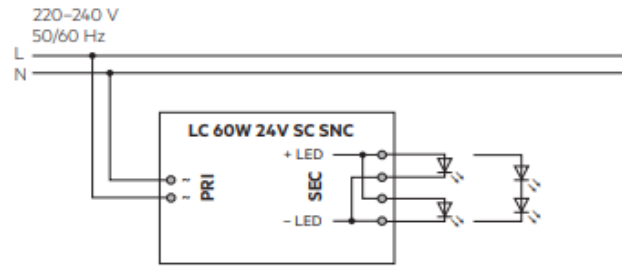 220–240 V
50/60 Hz
L
N
LC 60W 24V SC SNC
+ LED
~
PRI
~
SEC
– LED